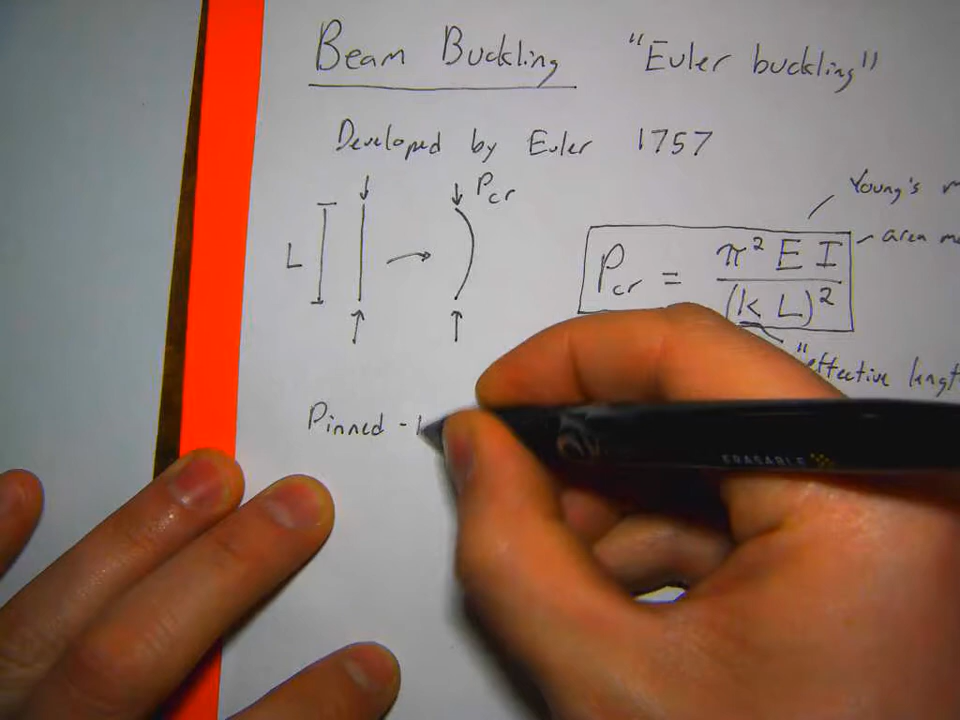 Beam Buckling "Euler buckling"
Developed by Euler 1757
Pcr
L
Young's
area
Pcr = π² E I / (k L)²
"effective
Pinned -
ERASABLE